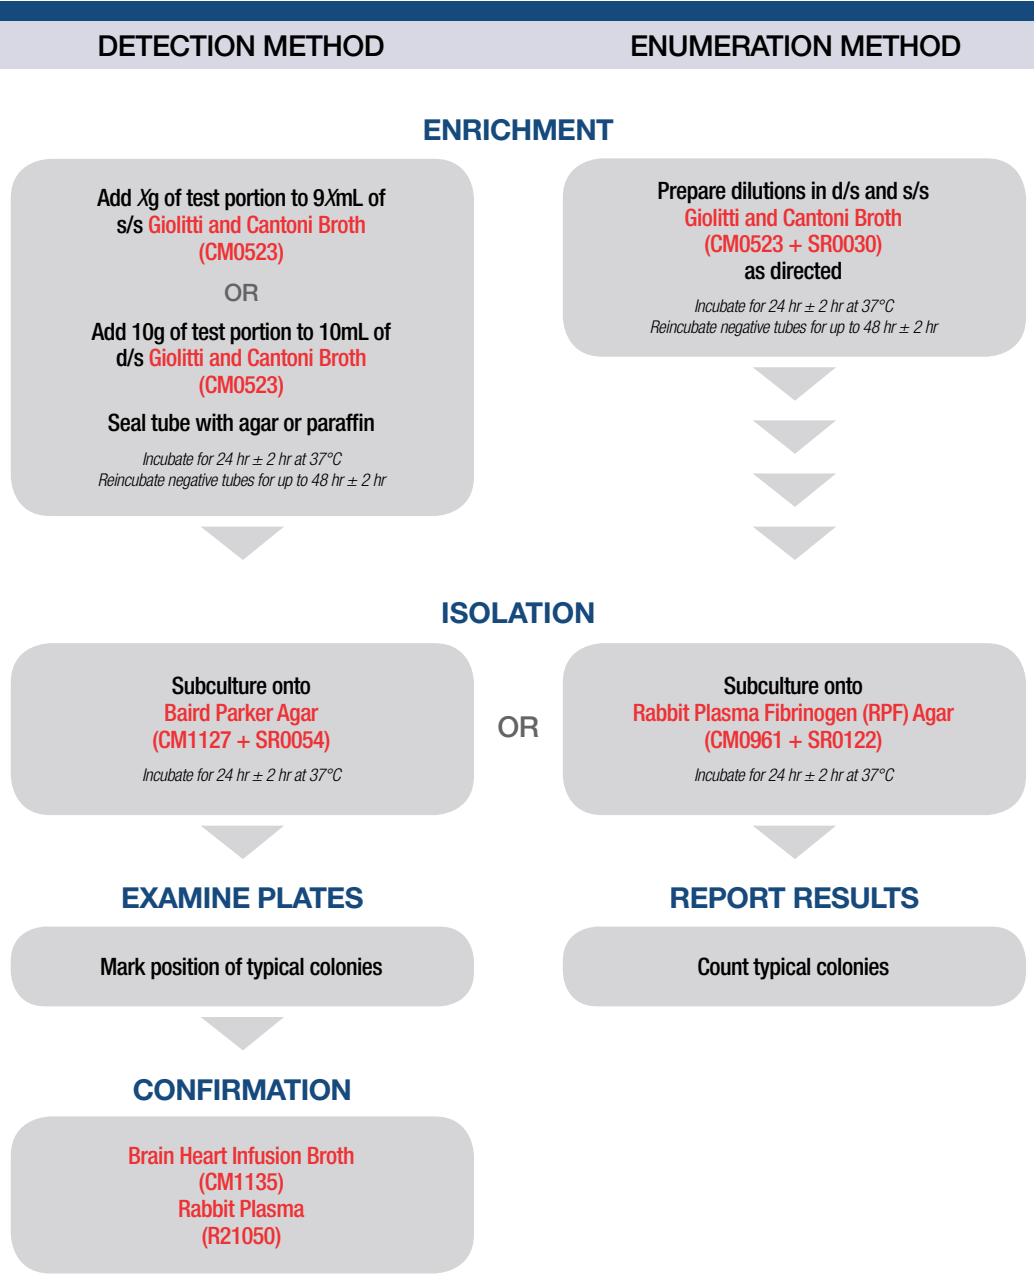 DETECTION METHOD
ENUMERATION METHOD
ENRICHMENT
Add Xg of test portion to 9XmL of
s/s Giolitti and Cantoni Broth
(CM0523)
OR
Add 10g of test portion to 10mL of
d/s Giolitti and Cantoni Broth
(CM0523)
Seal tube with agar or paraffin
Incubate for 24 hr ± 2 hr at 37°C
Reincubate negative tubes for up to 48 hr ± 2 hr
Prepare dilutions in d/s and s/s
Giolitti and Cantoni Broth
(CM0523 + SR0030)
as directed
Incubate for 24 hr ± 2 hr at 37°C
Reincubate negative tubes for up to 48 hr ± 2 hr
ISOLATION
Subculture onto
Baird Parker Agar
(CM1127 + SR0054)
Incubate for 24 hr ± 2 hr at 37°C
OR
Subculture onto
Rabbit Plasma Fibrinogen (RPF) Agar
(CM0961 + SR0122)
Incubate for 24 hr ± 2 hr at 37°C
EXAMINE PLATES
Mark position of typical colonies
REPORT RESULTS
Count typical colonies
CONFIRMATION
Brain Heart Infusion Broth
(CM1135)
Rabbit Plasma
(R21050)